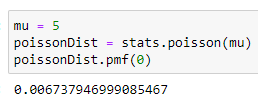 mu = 5
poissonDist = stats.poisson(mu)
poissonDist.pmf(0)
0.006737946999085467